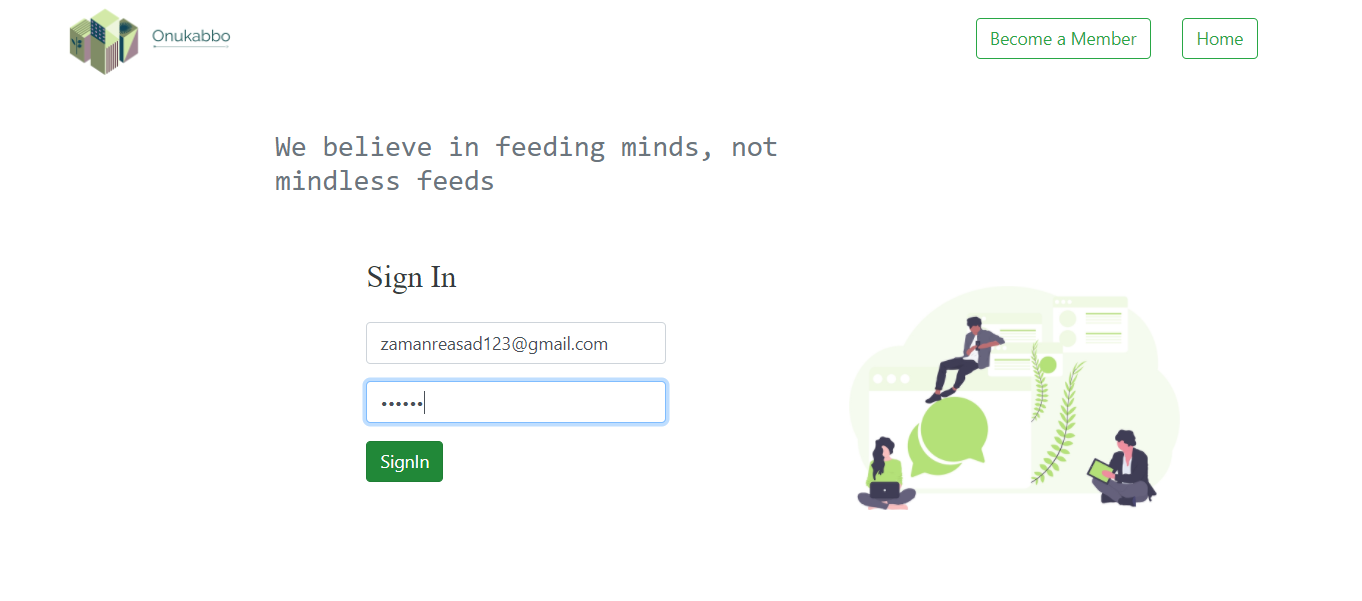 Onukabbo
Become a Member
Home
We believe in feeding minds, not
mindless feeds
Sign In
zamanreasad123@gmail.com
••••••
SignIn